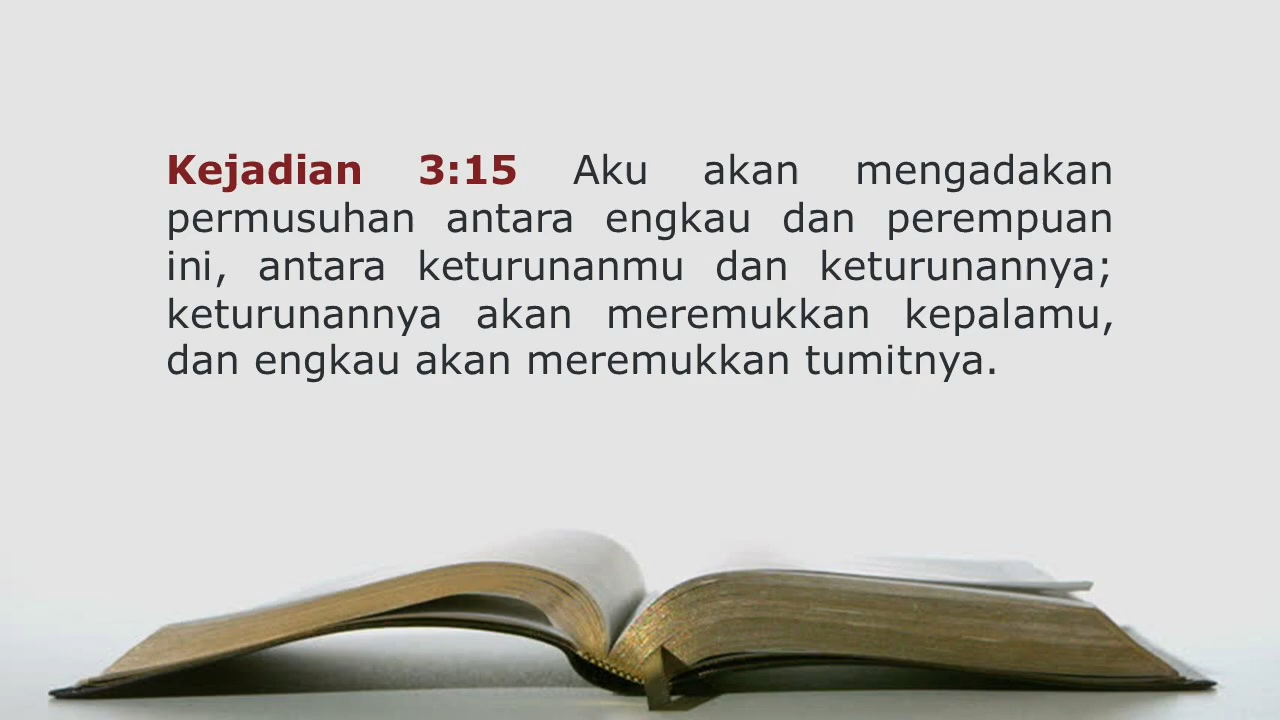 Kejadian 3:15 Aku akan mengadakan
permusuhan antara engkau dan perempuan
ini, antara keturunanmu dan keturunannya;
keturunannya akan meremukkan kepalamu,
dan engkau akan meremukkan tumitnya.